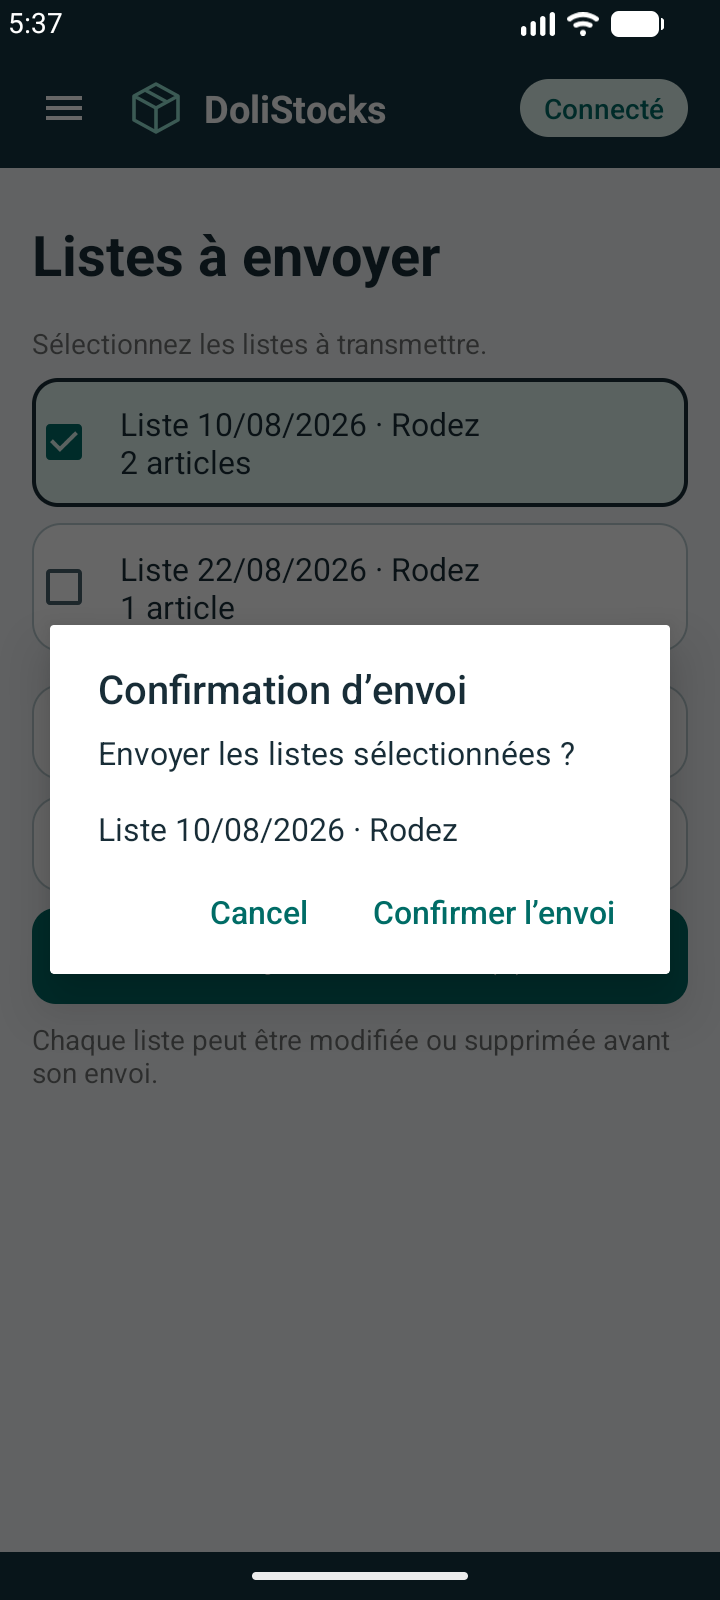 5:37
DoliStocks
Connecté
Listes à envoyer
Sélectionnez les listes à transmettre.
Liste 10/08/2026 · Rodez
2 articles
Liste 22/08/2026 · Rodez
1 article
Confirmation d’envoi
Envoyer les listes sélectionnées ?
Liste 10/08/2026 · Rodez
Cancel
Confirmer l’envoi
Chaque liste peut être modifiée ou supprimée avant
son envoi.